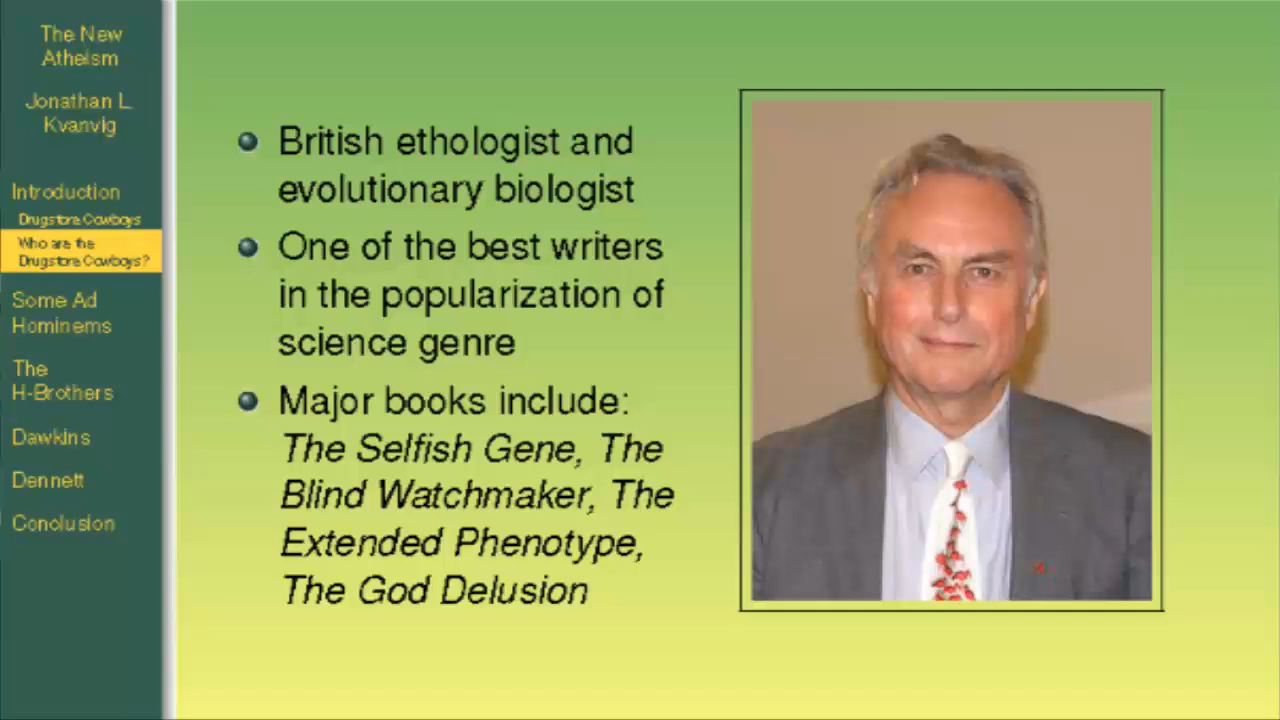 The New
Atheism
Jonathan L.
Kvanvig
Introduction
Drugstore Cowboys
Who are the
Drugstore Cowboys?
Some Ad
Hominems
The
H-Brothers
Dawkins
Dennett
Conclusion
British ethologist and
evolutionary biologist
One of the best writers
in the popularization of
science genre
Major books include:
The Selfish Gene, The
Blind Watchmaker, The
Extended Phenotype,
The God Delusion